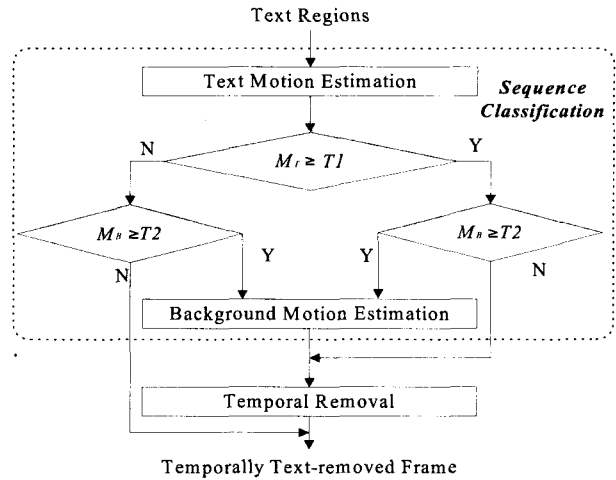 Text Regions
Text Motion Estimation
Sequence
Classification
N
Y
M_T ≥ T1
M_B ≥T2
M_B ≥T2
N
Y
Y
N
Background Motion Estimation
Temporal Removal
Temporally Text-removed Frame